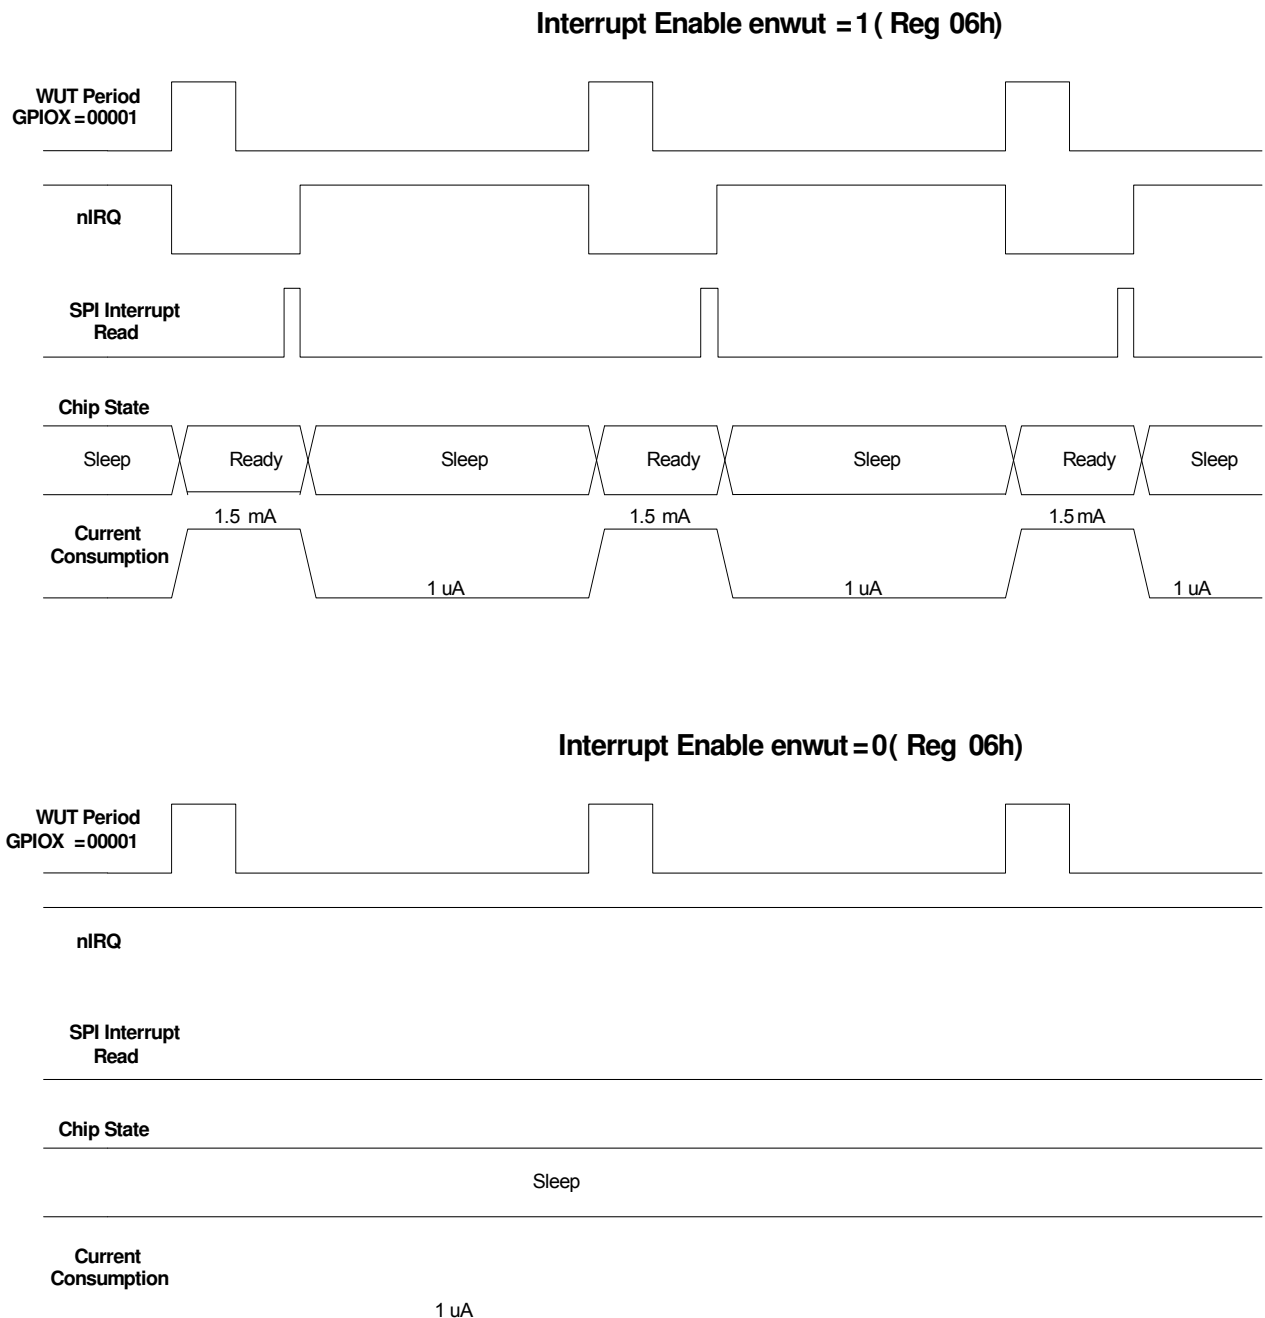 Interrupt Enable enwut =1( Reg 06h)
WUT Period
GPIOX=00001
nIRQ
SPI Interrupt
Read
Chip State
Sleep Ready Sleep Ready Sleep Ready Sleep
1.5 mA 1.5 mA 1.5mA
Current
Consumption
1 uA 1 uA 1 uA
Interrupt Enable enwut=0( Reg 06h)
WUT Period
GPIOX =00001
nIRQ
SPI Interrupt
Read
Chip State
Sleep
Current
Consumption
1 uA